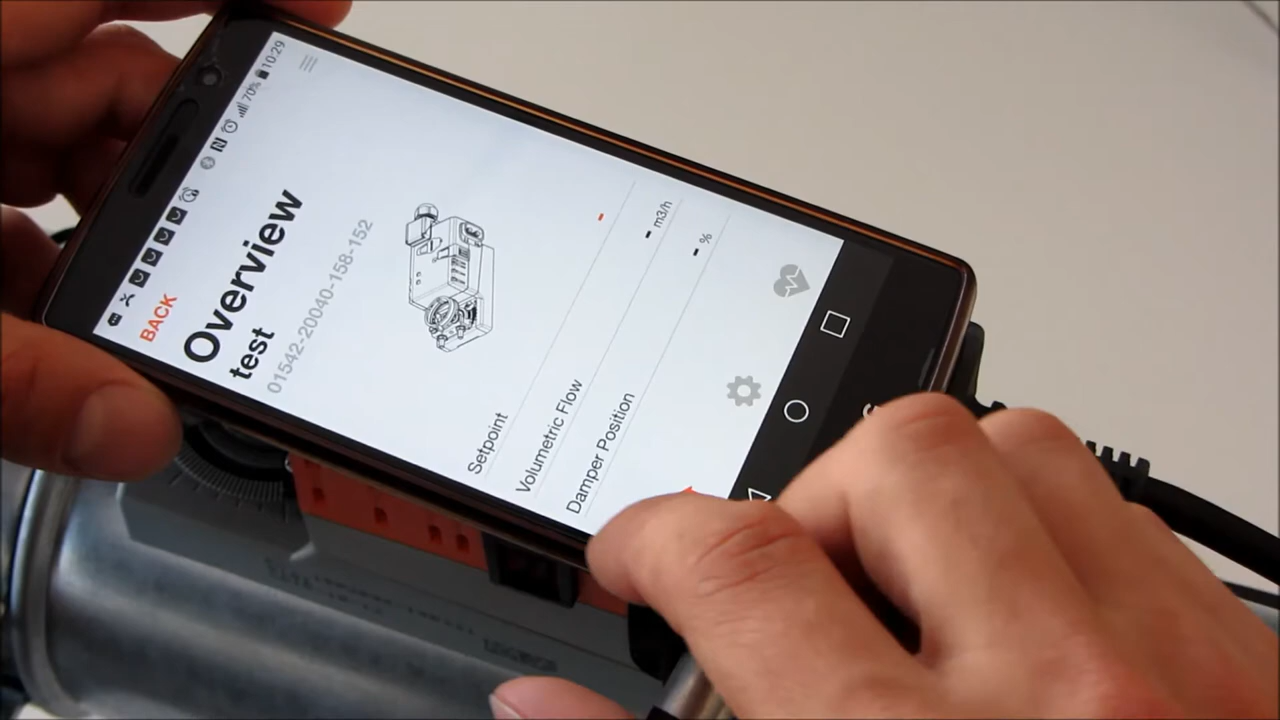 70% 10:29
BACK
Overview
test
01542-20040-158-152
Setpoint -
Volumetric Flow - m3/h
Damper Position - %